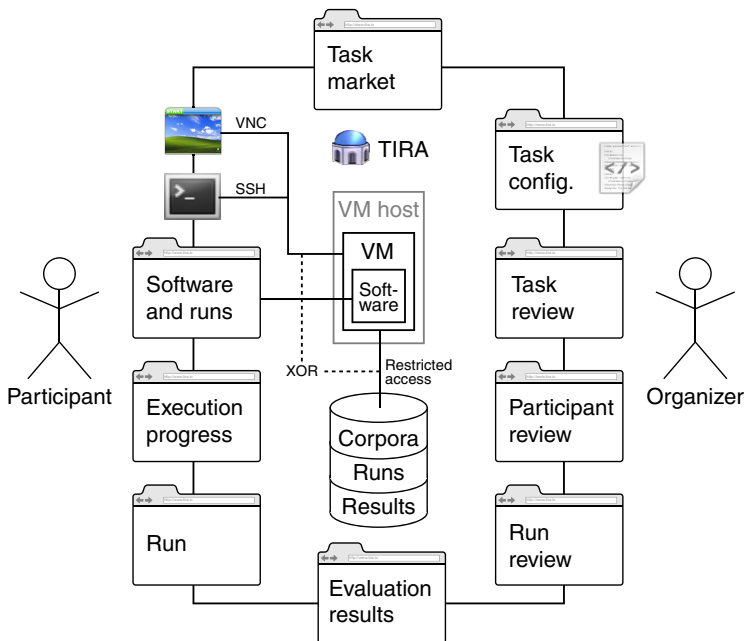 Task
market
START
VNC
TIRA
Task
config.
</>
SSH
>_
VM host
VM
Soft-
ware
Software
and runs
Task
review
Participant
Organizer
XOR
Restricted
access
Execution
progress
Participant
review
Corpora
Runs
Results
Run
Run
review
Evaluation
results